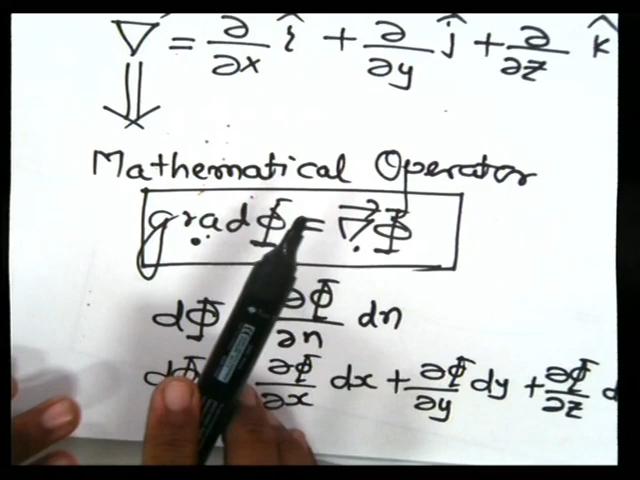 ∇ = ∂/∂x î + ∂/∂y ĵ + ∂/∂z k̂
Mathematical Operator
grad Φ = ∇⃗Φ
dΦ ∂Φ/∂n dn
dΦ ∂Φ/∂x dx + ∂Φ/∂y dy + ∂Φ/∂z d